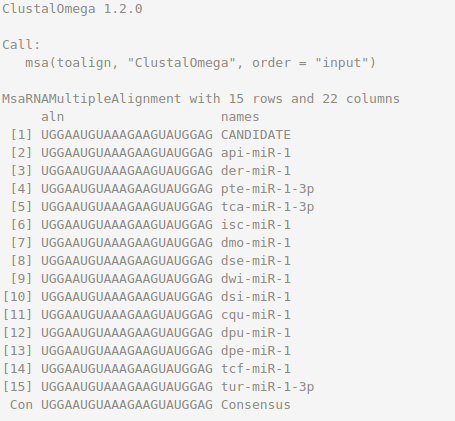 ClustalOmega 1.2.0
Call:
msa(toalign, "ClustalOmega", order = "input")
MsaRNAMultipleAlignment with 15 rows and 22 columns
aln names
[1] UGGAAUGUAAAGAAGUAUGGAG CANDIDATE
[2] UGGAAUGUAAAGAAGUAUGGAG api-miR-1
[3] UGGAAUGUAAAGAAGUAUGGAG der-miR-1
[4] UGGAAUGUAAAGAAGUAUGGAG pte-miR-1-3p
[5] UGGAAUGUAAAGAAGUAUGGAG tca-miR-1-3p
[6] UGGAAUGUAAAGAAGUAUGGAG isc-miR-1
[7] UGGAAUGUAAAGAAGUAUGGAG dmo-miR-1
[8] UGGAAUGUAAAGAAGUAUGGAG dse-miR-1
[9] UGGAAUGUAAAGAAGUAUGGAG dwi-miR-1
[10] UGGAAUGUAAAGAAGUAUGGAG dsi-miR-1
[11] UGGAAUGUAAAGAAGUAUGGAG cqu-miR-1
[12] UGGAAUGUAAAGAAGUAUGGAG dpu-miR-1
[13] UGGAAUGUAAAGAAGUAUGGAG dpe-miR-1
[14] UGGAAUGUAAAGAAGUAUGGAG tcf-miR-1
[15] UGGAAUGUAAAGAAGUAUGGAG tur-miR-1-3p
Con UGGAAUGUAAAGAAGUAUGGAG Consensus